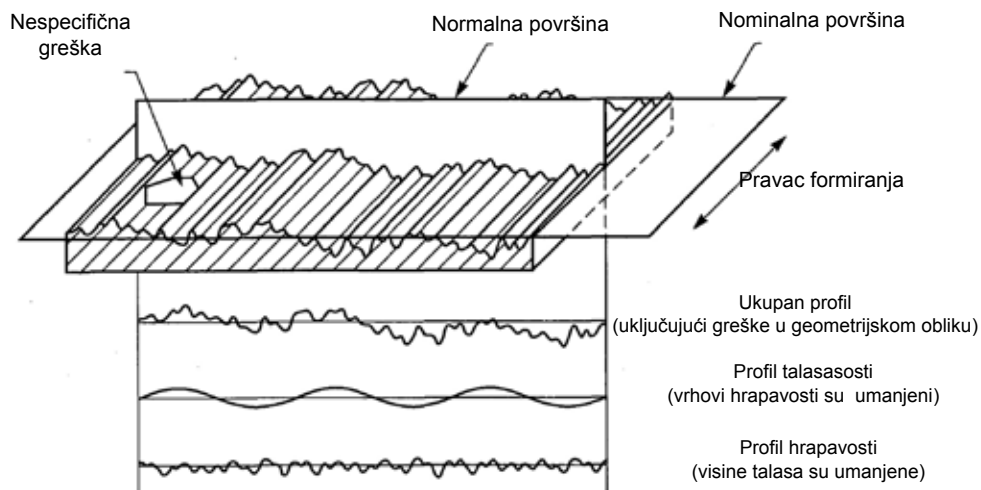 Nespecifična
greška
Normalna površina
Nominalna površina
Pravac formiranja
Ukupan profil
(uključujući greške u geometrijskom obliku)
Profil talasasosti
(vrhovi hrapavosti su umanjeni)
Profil hrapavosti
(visine talasa su umanjene)